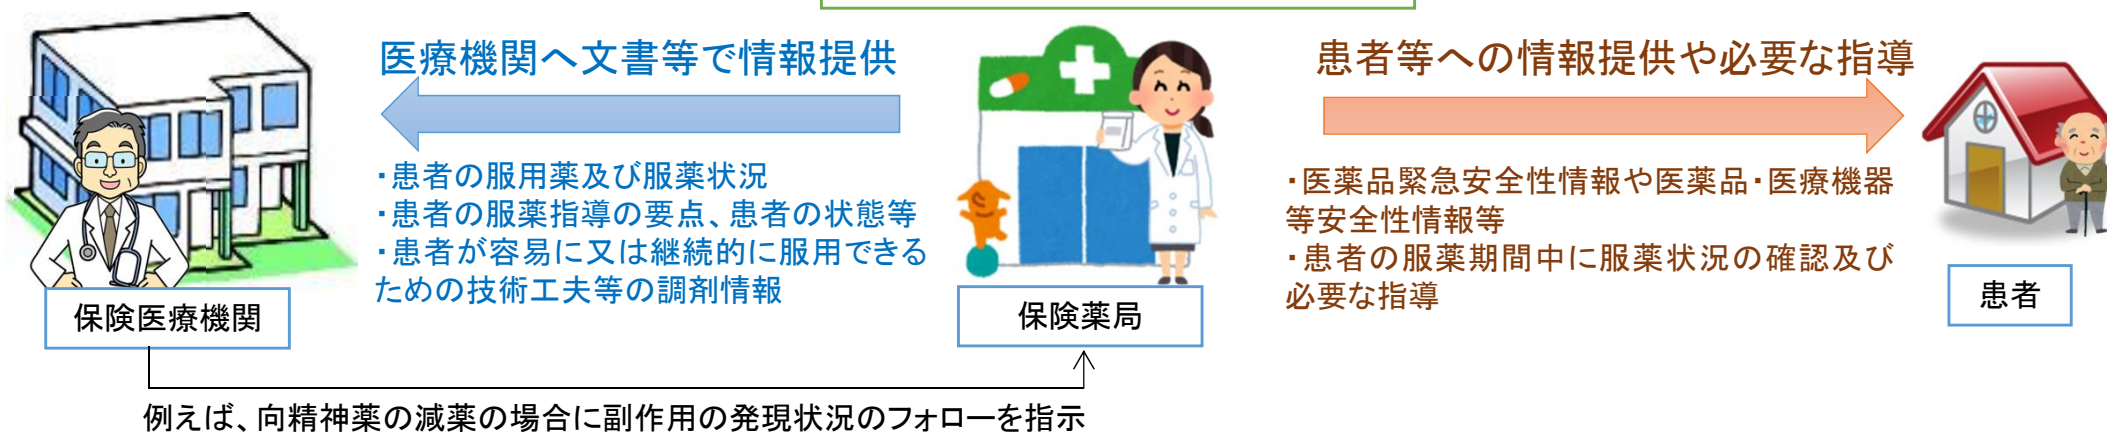 医療機関へ文書等で情報提供
・患者の服用薬及び服薬状況
・患者の服薬指導の要点、患者の状態等
・患者が容易に又は継続的に服用できる
ための技術工夫等の調剤情報
患者等への情報提供や必要な指導
・医薬品緊急安全性情報や医薬品・医療機器
等安全性情報等
・患者の服薬期間中に服薬状況の確認及び
必要な指導
保険医療機関
保険薬局
患者
例えば、向精神薬の減薬の場合に副作用の発現状況のフォローを指示